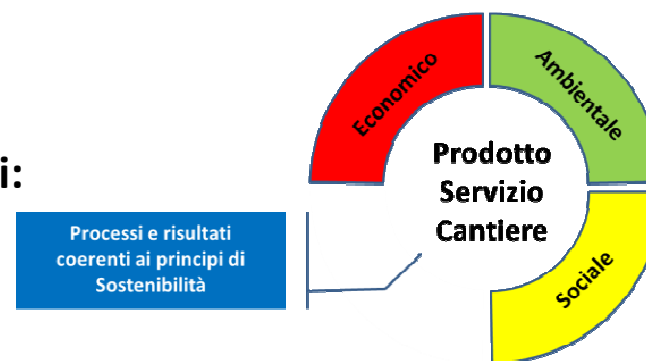 i:
Processi e risultati
coerenti ai principi di
Sostenibilità
Economico
Ambientale
Prodotto
Servizio
Cantiere
Sociale